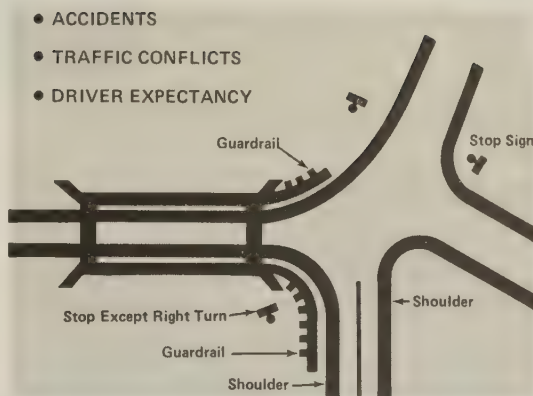 • ACCIDENTS
• TRAFFIC CONFLICTS
• DRIVER EXPECTANCY
Guardrail
Stop Sign
Shoulder
Stop Except Right Turn
Guardrail
Shoulder